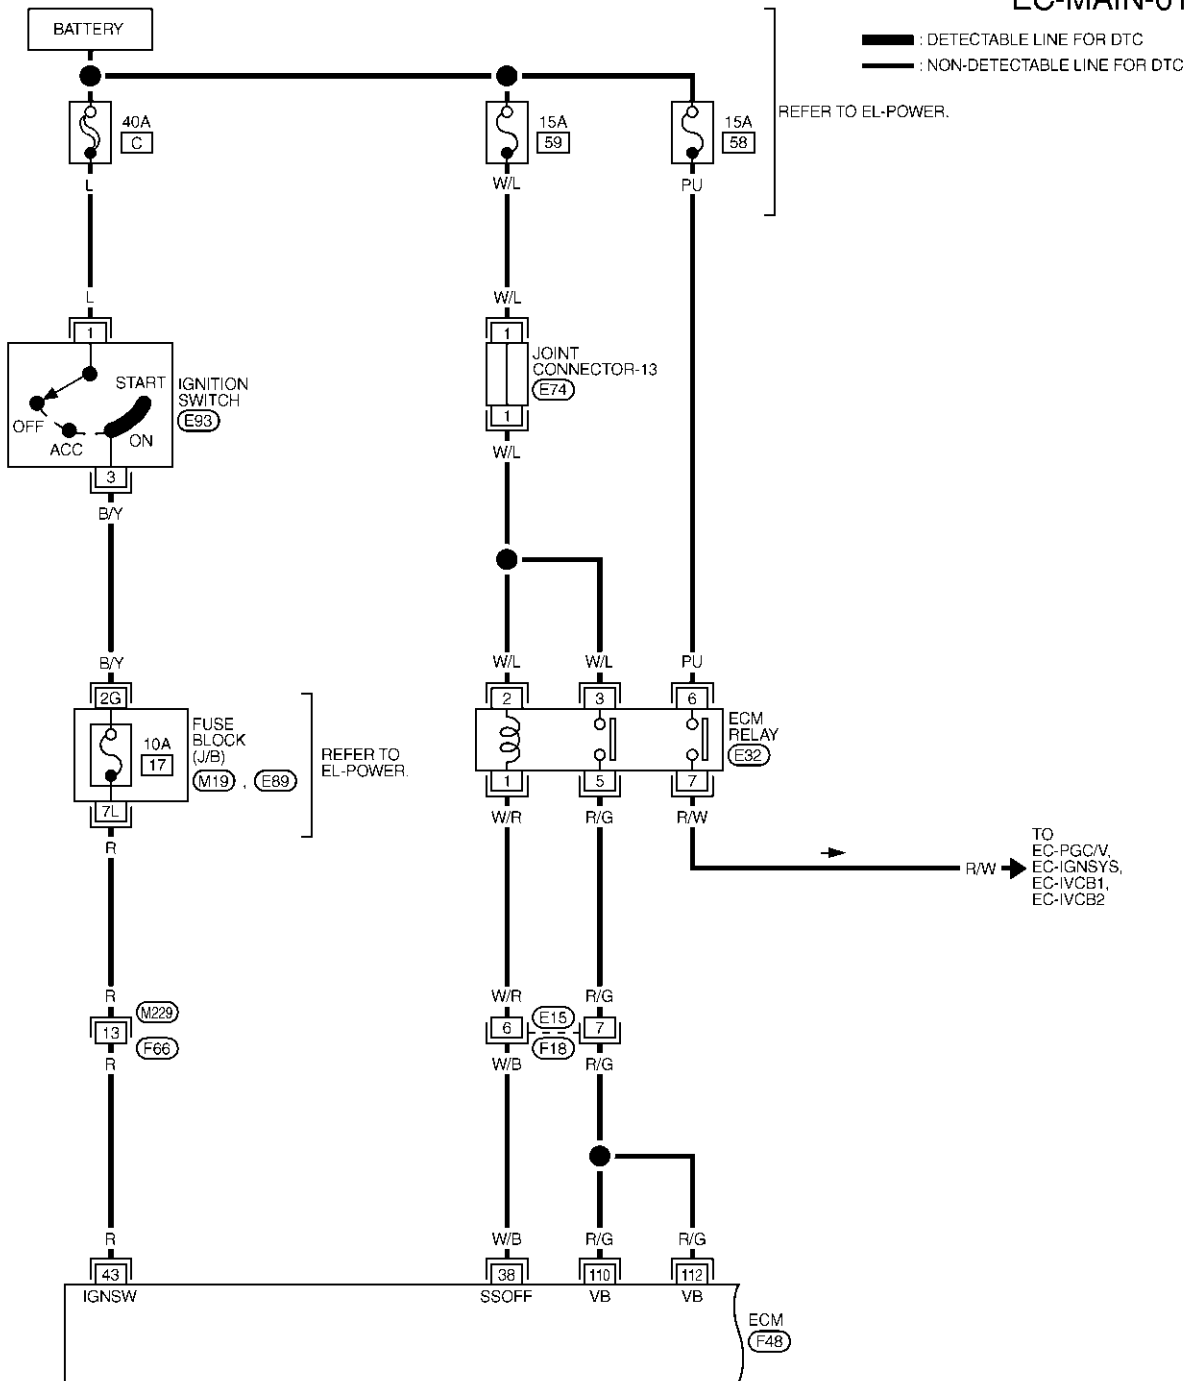 EC-MAIN-01
BATTERY
: DETECTABLE LINE FOR DTC
: NON-DETECTABLE LINE FOR DTC
REFER TO EL-POWER.
40A
C
15A
59
15A
58
L
W/L
PU
L
W/L
1
1
JOINT
CONNECTOR-13
E74
1
START
OFF
ACC
ON
IGNITION
SWITCH
E93
3
B/Y
W/L
B/Y
W/L
W/L
PU
2G
2
3
6
10A
17
FUSE
BLOCK
(J/B)
M19 , E89
REFER TO
EL-POWER.
ECM
RELAY
E32
7L
1
5
7
R
W/R
R/G
R/W
R/W
TO
EC-PGC/V,
EC-IGNSYS,
EC-IVCB1,
EC-IVCB2
R
W/R
R/G
13
M229
F66
6
E15
F18
7
R
W/B
R/G
R
W/B
R/G
R/G
43
38
110
112
IGNSW
SSOFF
VB
VB
ECM
F48